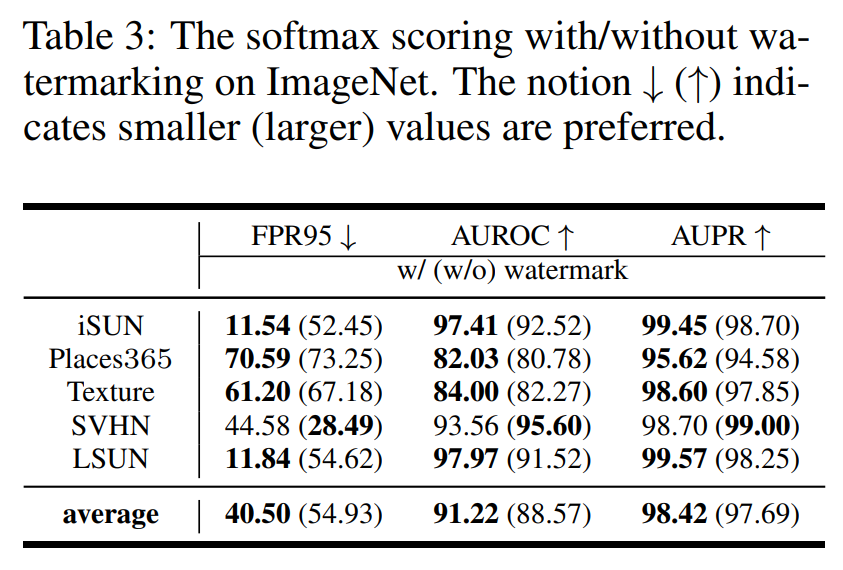 Table 3: The softmax scoring with/without wa-
termarking on ImageNet. The notion ↓ (↑) indi-
cates smaller (larger) values are preferred.
FPR95 ↓ AUROC ↑ AUPR ↑
w/ (w/o) watermark
iSUN 11.54 (52.45) 97.41 (92.52) 99.45 (98.70)
Places365 70.59 (73.25) 82.03 (80.78) 95.62 (94.58)
Texture 61.20 (67.18) 84.00 (82.27) 98.60 (97.85)
SVHN 44.58 (28.49) 93.56 (95.60) 98.70 (99.00)
LSUN 11.84 (54.62) 97.97 (91.52) 99.57 (98.25)
average 40.50 (54.93) 91.22 (88.57) 98.42 (97.69)